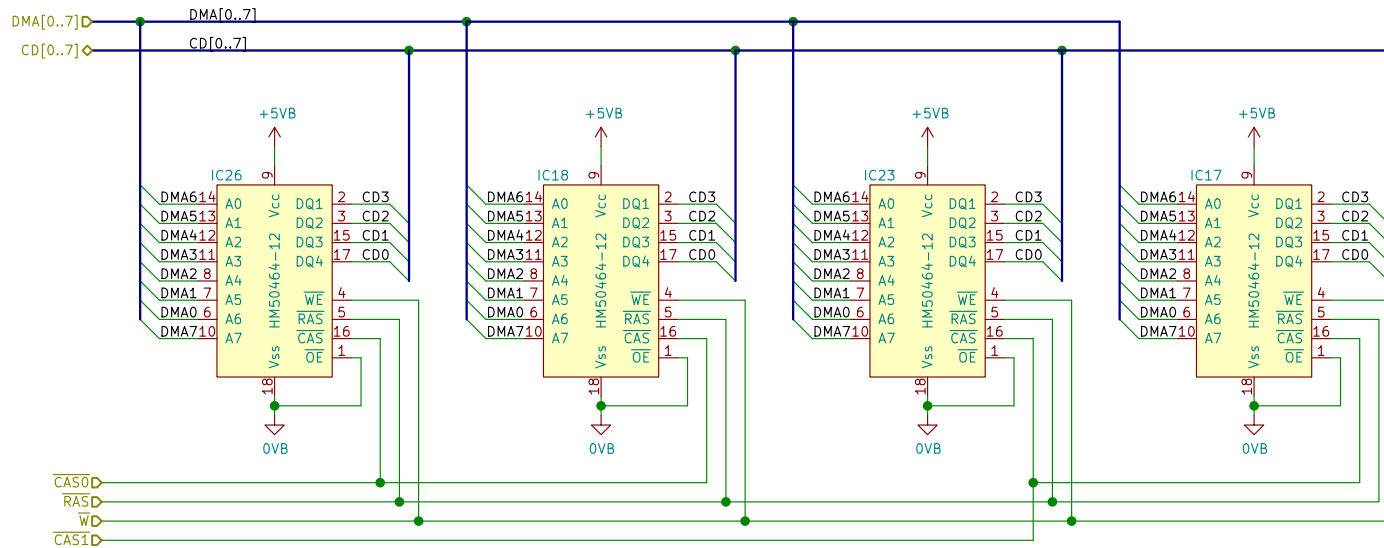 DMA[0..7]
DMA[0..7]
CD[0..7]
CD[0..7]
+5VB +5VB +5VB +5VB
IC26
9
Vcc
HM50464-12
Vss
18
DMA6 14 A0 DQ1 2 CD3
DMA5 13 A1 DQ2 3 CD2
DMA4 12 A2 DQ3 15 CD1
DMA3 11 A3 DQ4 17 CD0
DMA2 8 A4
DMA1 7 A5 WE 4
DMA0 6 A6 RAS 5
DMA7 10 A7 CAS 16
OE 1
IC18
9
Vcc
HM50464-12
Vss
18
DMA6 14 A0 DQ1 2 CD3
DMA5 13 A1 DQ2 3 CD2
DMA4 12 A2 DQ3 15 CD1
DMA3 11 A3 DQ4 17 CD0
DMA2 8 A4
DMA1 7 A5 WE 4
DMA0 6 A6 RAS 5
DMA7 10 A7 CAS 16
OE 1
IC23
9
Vcc
HM50464-12
Vss
18
DMA6 14 A0 DQ1 2 CD3
DMA5 13 A1 DQ2 3 CD2
DMA4 12 A2 DQ3 15 CD1
DMA3 11 A3 DQ4 17 CD0
DMA2 8 A4
DMA1 7 A5 WE 4
DMA0 6 A6 RAS 5
DMA7 10 A7 CAS 16
OE 1
IC17
9
Vcc
HM50464-12
Vss
18
DMA6 14 A0 DQ1 2 CD3
DMA5 13 A1 DQ2 3 CD2
DMA4 12 A2 DQ3 15 CD1
DMA3 11 A3 DQ4 17 CD0
DMA2 8 A4
DMA1 7 A5 WE 4
DMA0 6 A6 RAS 5
DMA7 10 A7 CAS 16
OE 1
0VB 0VB 0VB 0VB
CAS0
RAS
W
CAS1